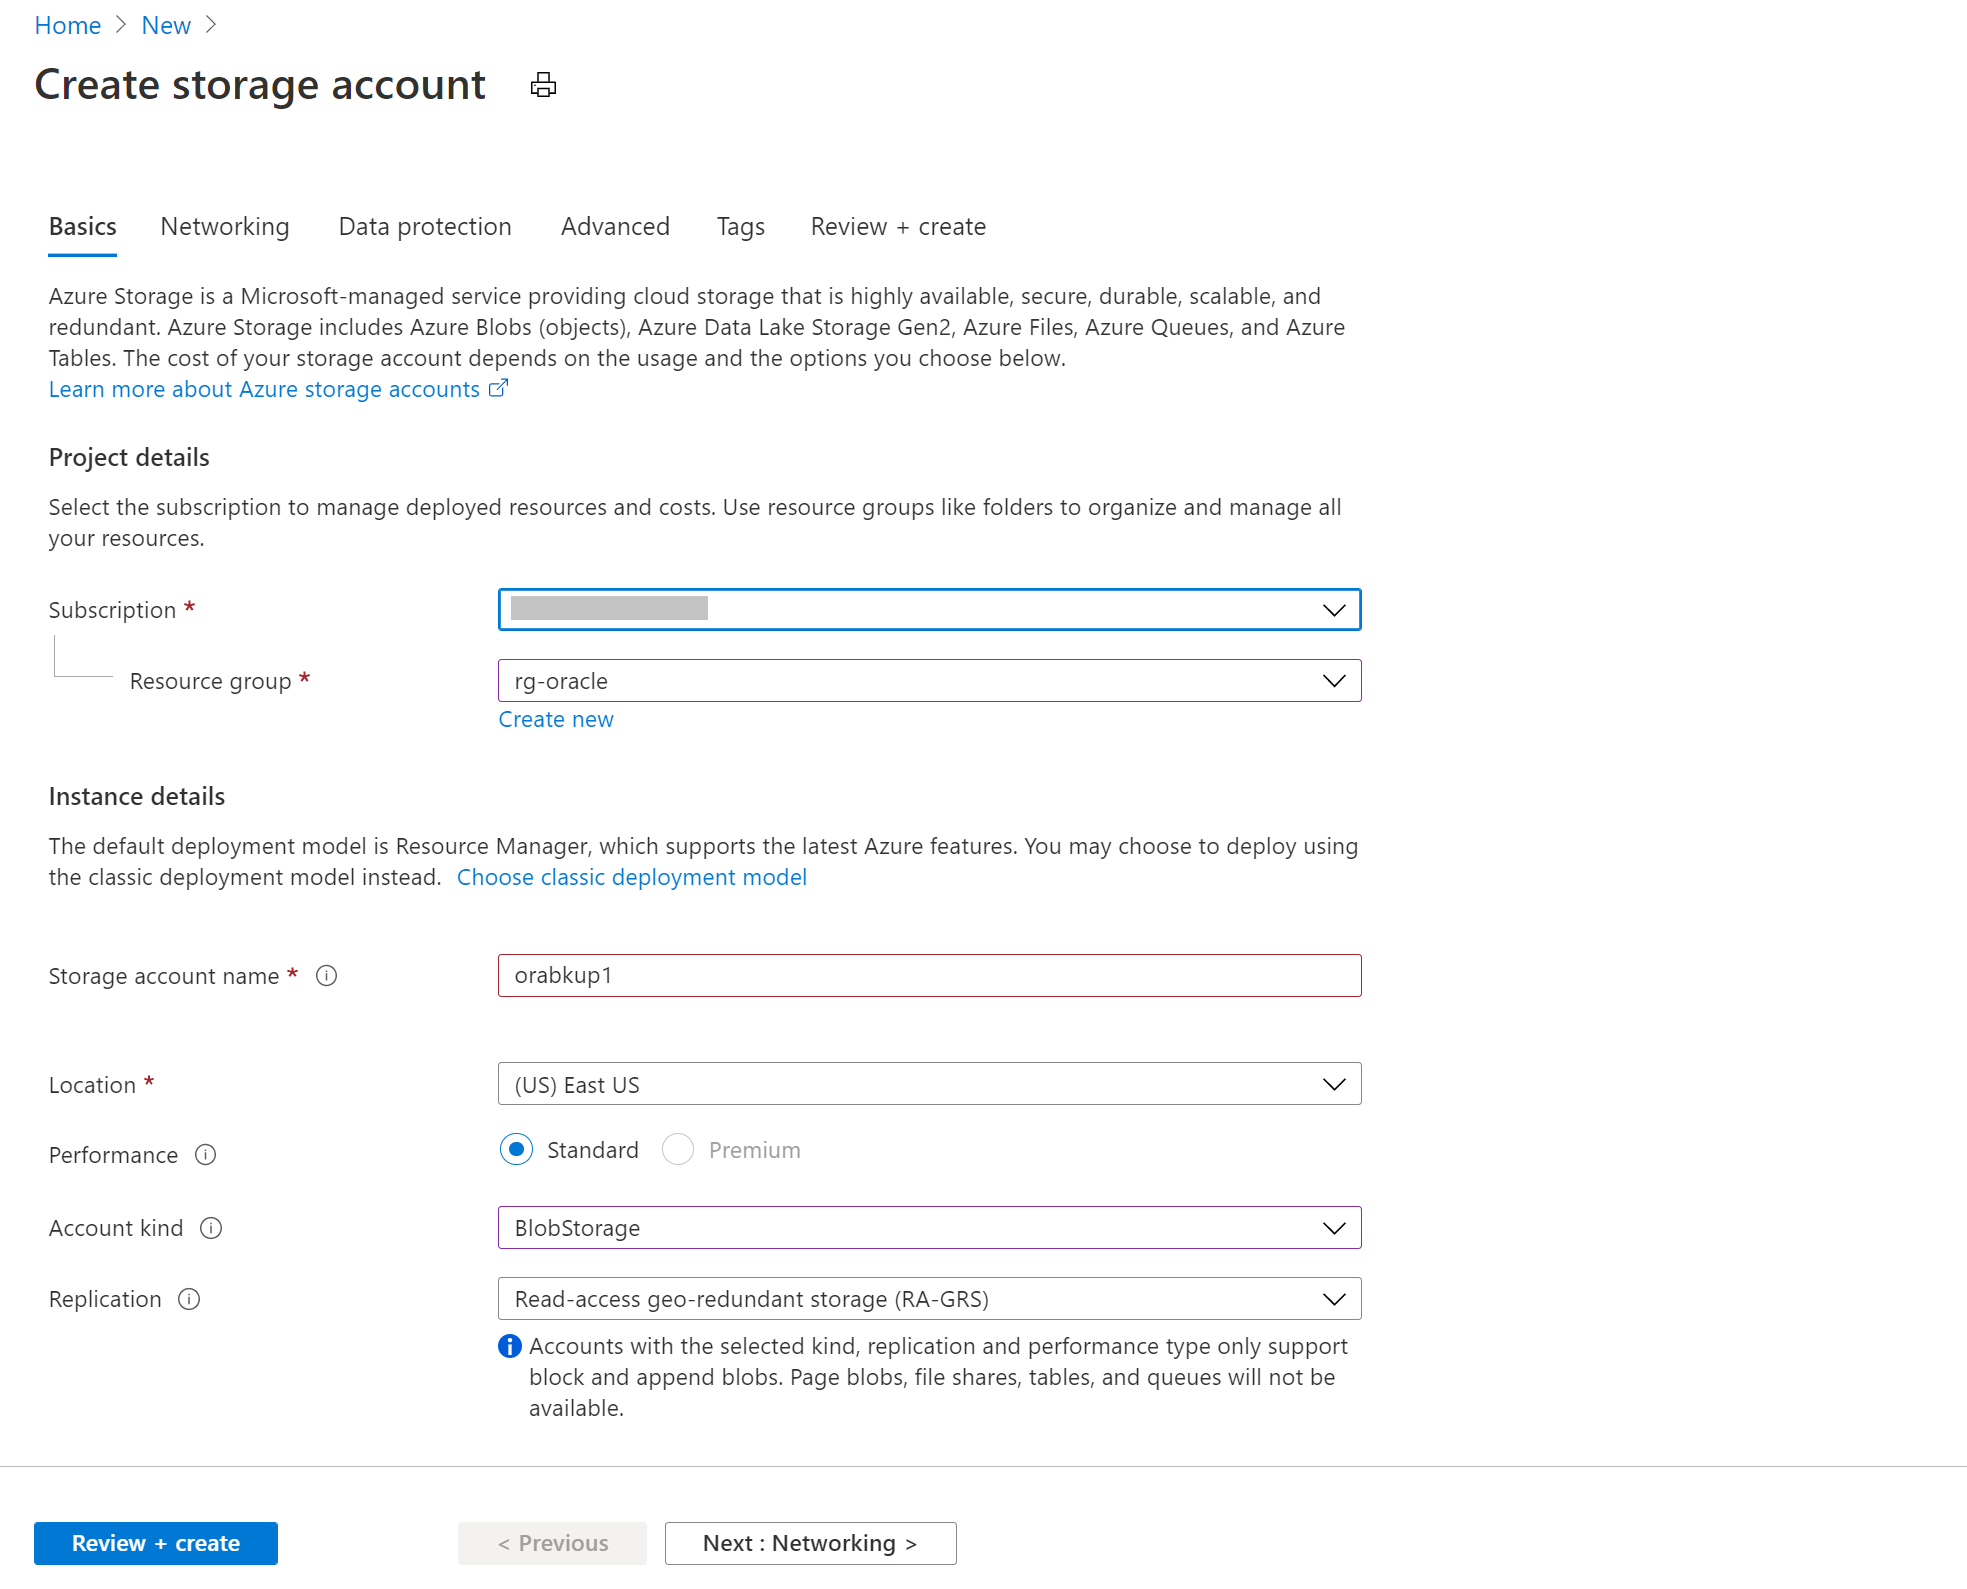 Home > New >
Create storage account
Basics Networking Data protection Advanced Tags Review + create
Azure Storage is a Microsoft-managed service providing cloud storage that is highly available, secure, durable, scalable, and
redundant. Azure Storage includes Azure Blobs (objects), Azure Data Lake Storage Gen2, Azure Files, Azure Queues, and Azure
Tables. The cost of your storage account depends on the usage and the options you choose below.
Learn more about Azure storage accounts
Project details
Select the subscription to manage deployed resources and costs. Use resource groups like folders to organize and manage all
your resources.
Subscription *
Resource group * rg-oracle
Create new
Instance details
The default deployment model is Resource Manager, which supports the latest Azure features. You may choose to deploy using
the classic deployment model instead. Choose classic deployment model
Storage account name * orabkup1
Location * (US) East US
Performance Standard Premium
Account kind BlobStorage
Replication Read-access geo-redundant storage (RA-GRS)
Accounts with the selected kind, replication and performance type only support
block and append blobs. Page blobs, file shares, tables, and queues will not be
available.
Review + create < Previous Next : Networking >